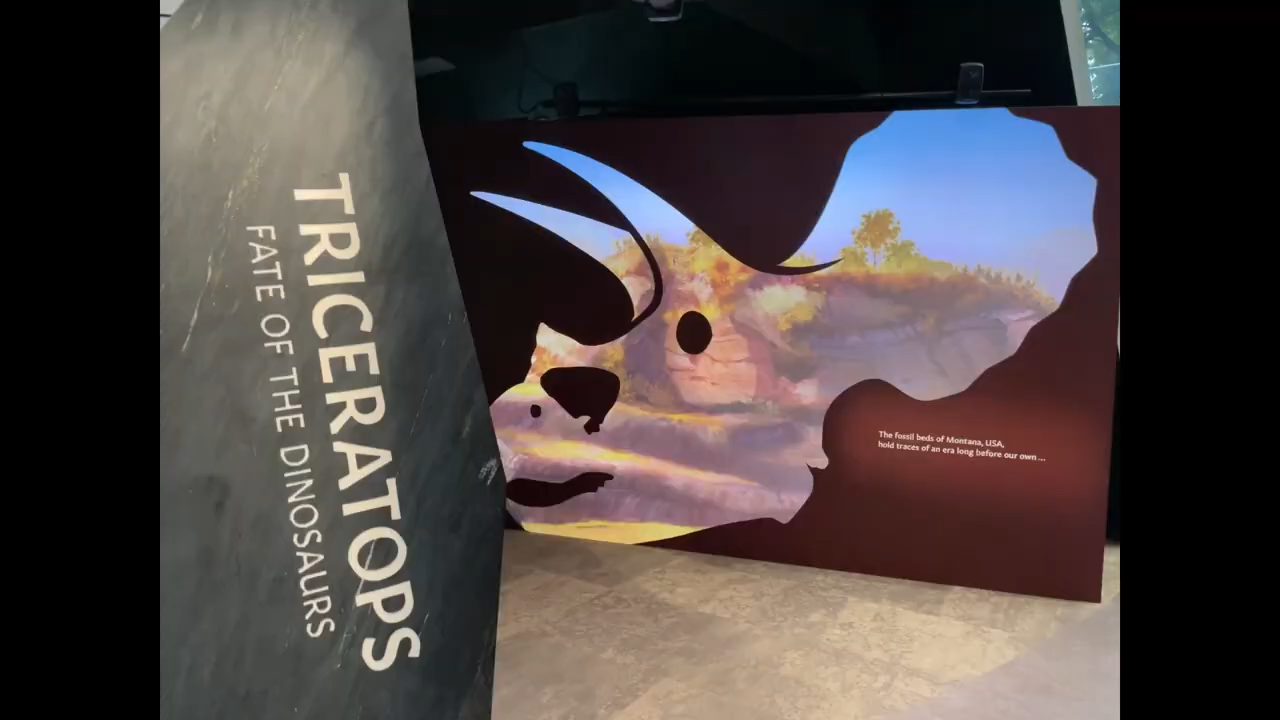 TRICERATOPS
FATE OF THE DINOSAURS
The fossil beds of Montana, USA,
hold traces of an era long before our own...